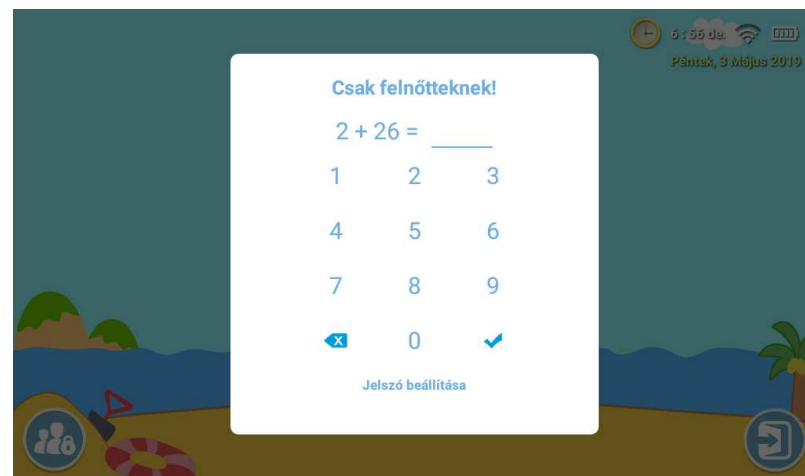 6:56 de.
Péntek, 3 Május 2019
Csak felnőtteknek!
2 + 26 = ____
1 2 3
4 5 6
7 8 9
0
Jelszó beállítása